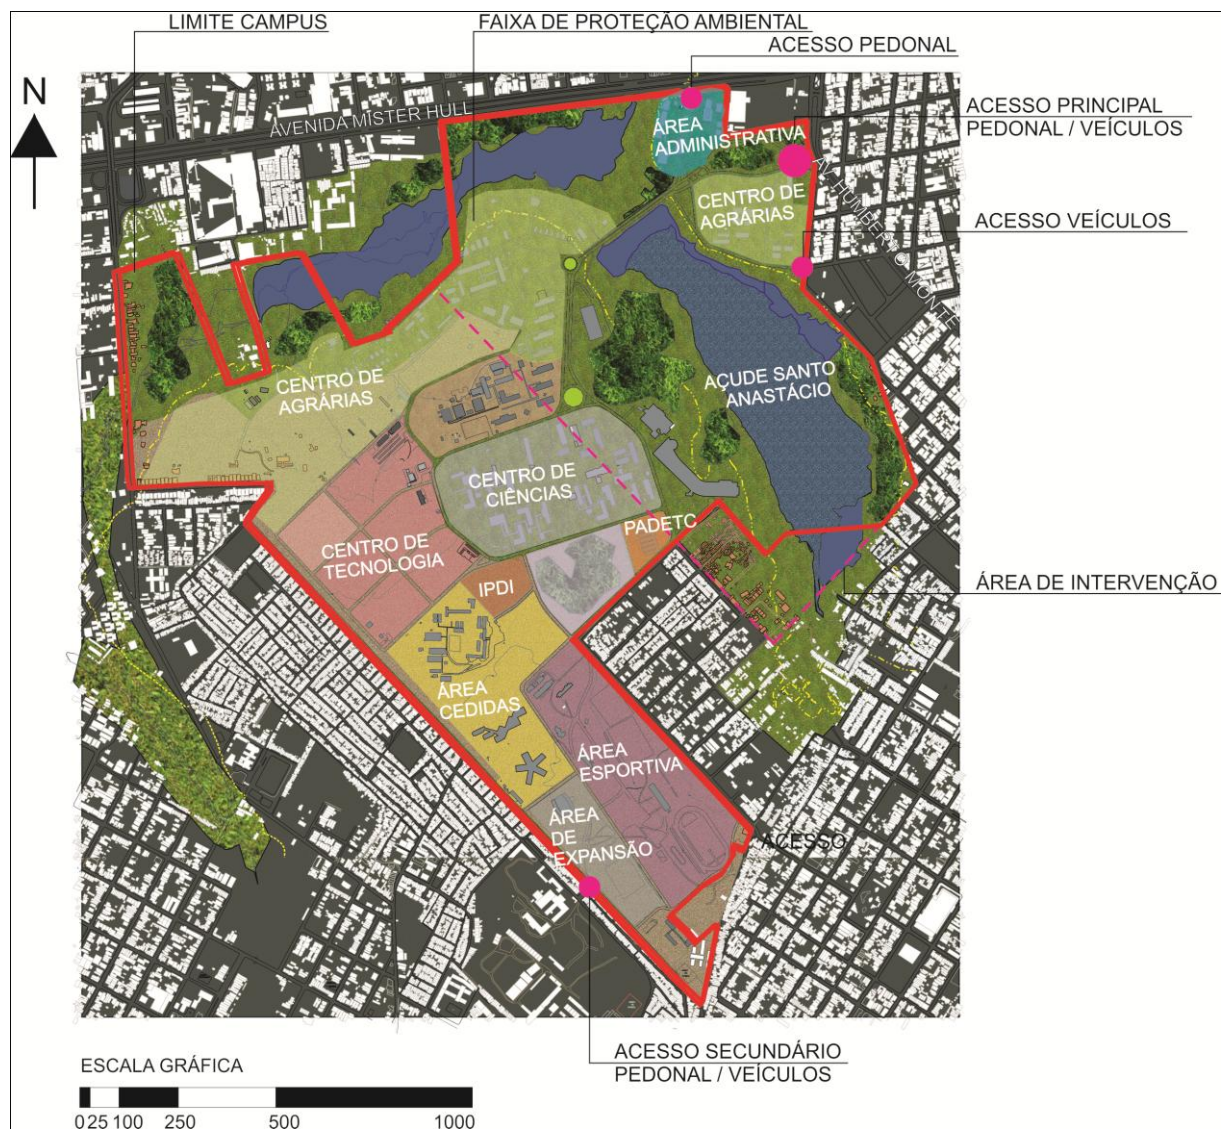 LIMITE CAMPUS
FAIXA DE PROTEÇÃO AMBIENTAL
ACESSO PEDONAL
N
AVENIDA MISTER HULL
ÁREA
ADMINISTRATIVA
ACESSO PRINCIPAL
PEDONAL / VEÍCULOS
AV. HUMBERTO MONTE
CENTRO DE
AGRÁRIAS
ACESSO VEÍCULOS
CENTRO DE
AGRÁRIAS
AÇUDE SANTO
ANASTÁCIO
CENTRO DE
CIÊNCIAS
PADETC
CENTRO DE
TECNOLOGIA
IPDI
ÁREA DE INTERVENÇÃO
ÁREA
CEDIDAS
ÁREA
ESPORTIVA
ÁREA
DE
EXPANSÃO
ACESSO
ACESSO SECUNDÁRIO
PEDONAL / VEÍCULOS
ESCALA GRÁFICA
0 25 100 250 500 1000